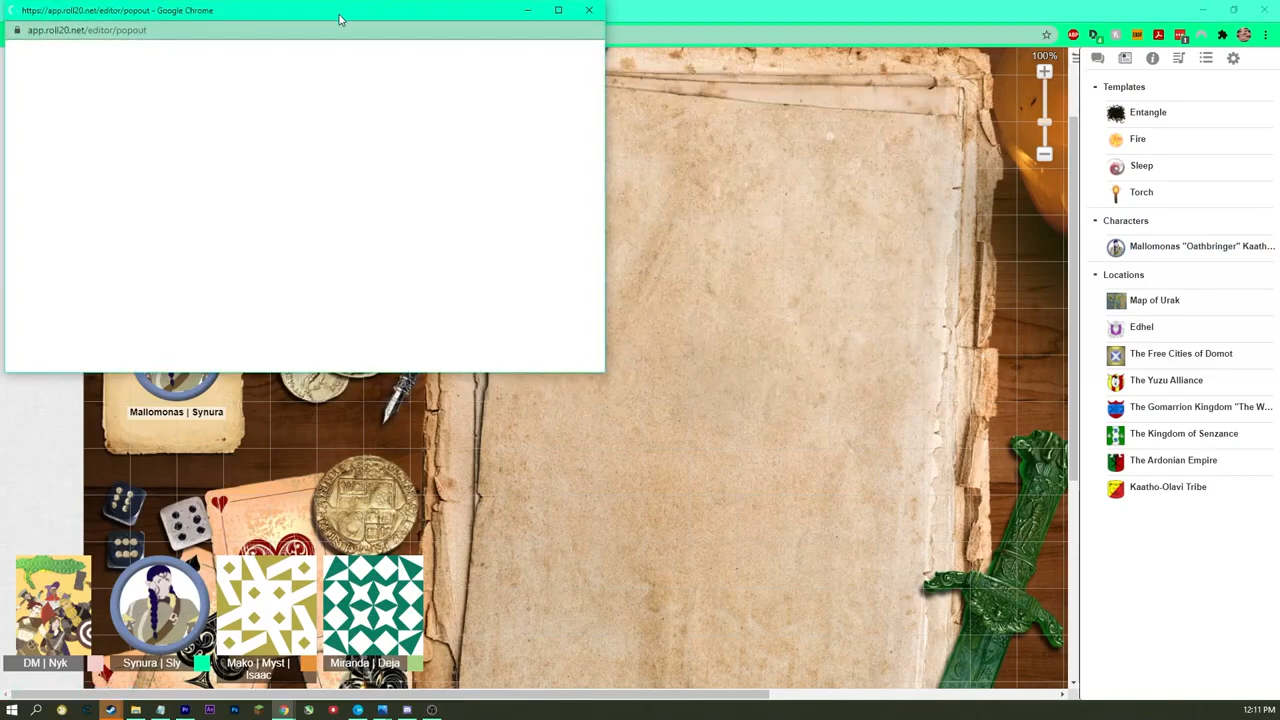 https://app.roll20.net/editor/popout - Google Chrome
app.roll20.net/editor/popout
100%
Templates
Entangle
Fire
Sleep
Torch
Characters
Mallomonas "Oathbringer" Kaath...
Locations
Map of Urak
Edhel
The Free Cities of Domot
The Yuzu Alliance
The Gomarrion Kingdom "The W...
The Kingdom of Senzance
The Ardonian Empire
Kaatho-Olavi Tribe
Mallomonas | Synura
DM | Nyk
Synura | Sly
Mako | Myst |
Isaac
Miranda | Deja
12:11 PM